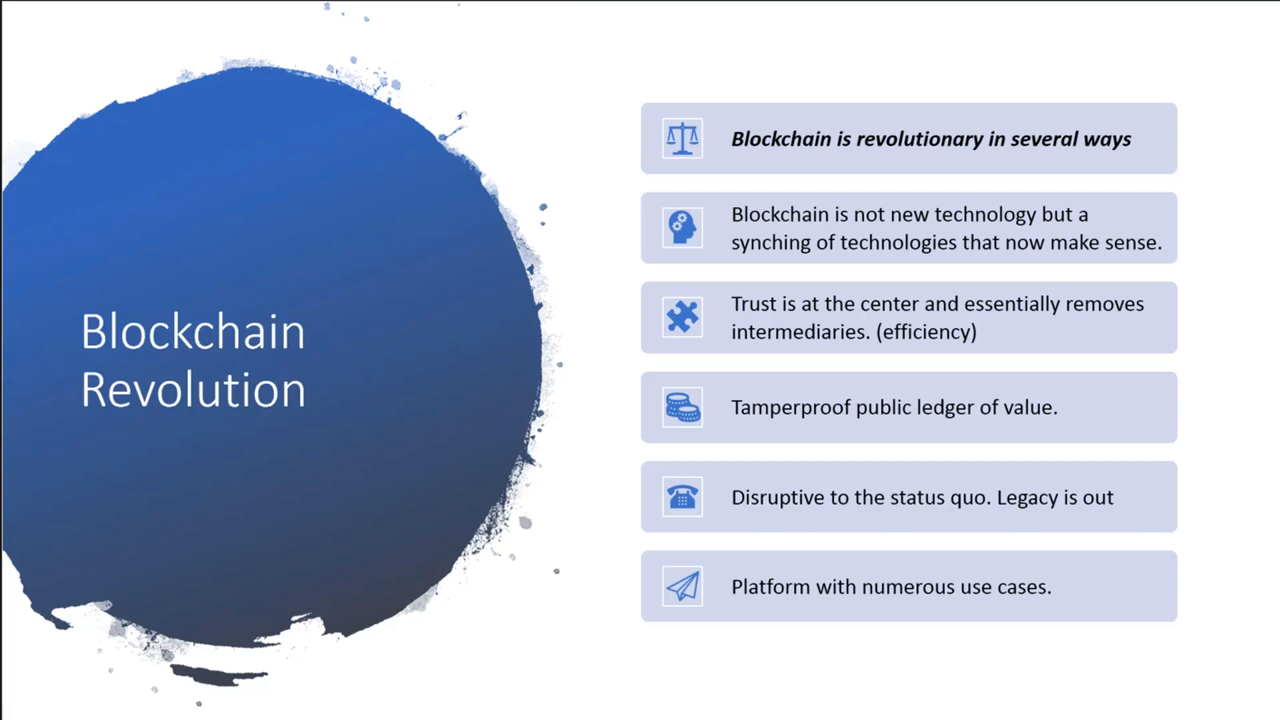 Blockchain
Revolution
Blockchain is revolutionary in several ways
Blockchain is not new technology but a
synching of technologies that now make sense.
Trust is at the center and essentially removes
intermediaries. (efficiency)
Tamperproof public ledger of value.
Disruptive to the status quo. Legacy is out
Platform with numerous use cases.